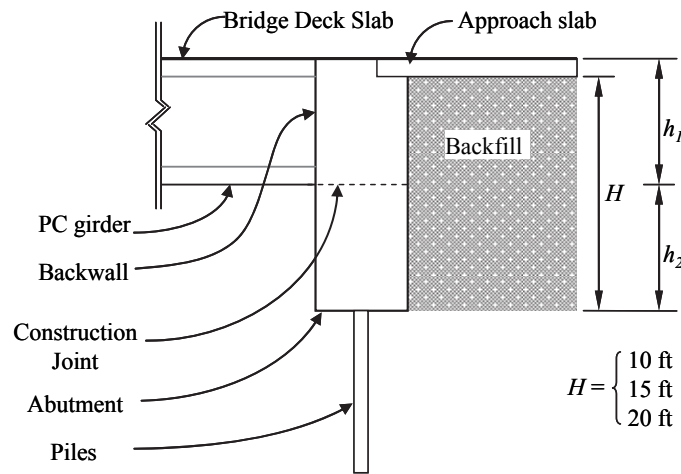 Bridge Deck Slab
Approach slab
Backfill
h1
H
h2
PC girder
Backwall
Construction
Joint
Abutment
Piles
H = { 10 ft
15 ft
20 ft